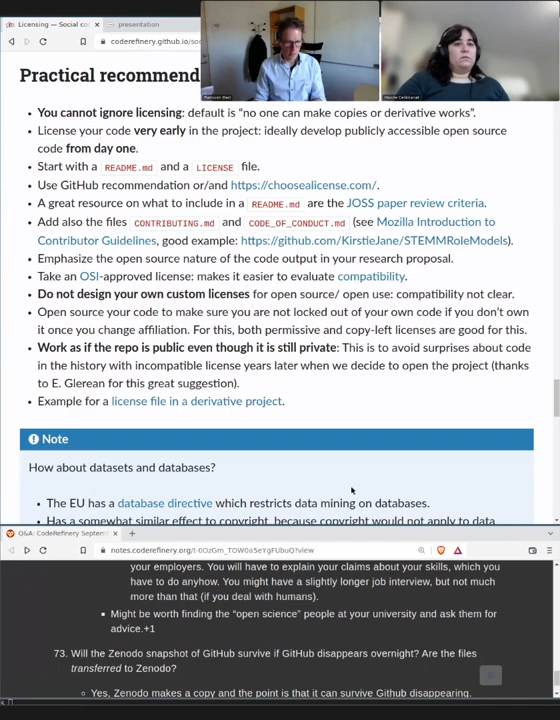 Licensing — Social co
presentation
coderefinery.github.io/so
Practical recommend
• You cannot ignore licensing: default is “no one can make copies or derivative works”.
• License your code very early in the project: ideally develop publicly accessible open source
code from day one.
• Start with a README.md and a LICENSE file.
• Use GitHub recommendation or/and https://choosealicense.com/.
• A great resource on what to include in a README.md are the JOSS paper review criteria.
• Add also the files CONTRIBUTING.md and CODE_OF_CONDUCT.md (see Mozilla Introduction to
Contributor Guidelines, good example: https://github.com/KirstieJane/STEMMRoleModels).
• Emphasize the open source nature of the code output in your research proposal.
• Take an OSI-approved license: makes it easier to evaluate compatibility.
• Do not design your own custom licenses for open source/ open use: compatibility not clear.
• Open source your code to make sure you are not locked out of your own code if you don’t own
it once you change affiliation. For this, both permissive and copy-left licenses are good for this.
• Work as if the repo is public even though it is still private: This is to avoid surprises about code
in the history with incompatible license years later when we decide to open the project (thanks
to E. Glerean for this great suggestion).
• Example for a license file in a derivative project.
Note
How about datasets and databases?
• The EU has a database directive which restricts data mining on databases.
• Has a somewhat similar effect to copyright, because copyright would not apply to data
Q&A: CodeRefinery Septem
your employers. You will have to explain your claims about your skills, which you
have to do anyhow. You might have a slightly longer job interview, but not much
more than that (if you deal with humans).
Might be worth finding the “open science” people at your university and ask them for
advice.+1
73. Will the Zenodo snapshot of GitHub survive if GitHub disappears overnight? Are the files
transferred to Zenodo?
Yes, Zenodo makes a copy and the point is that it can survive Github disappearing.